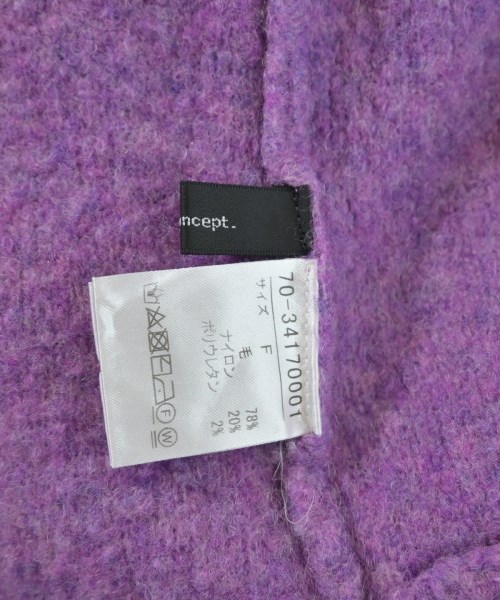 ncept.
70-34170001
サイズ F
ナイロン 78%
毛 20%
ポリウレタン 2%
F W